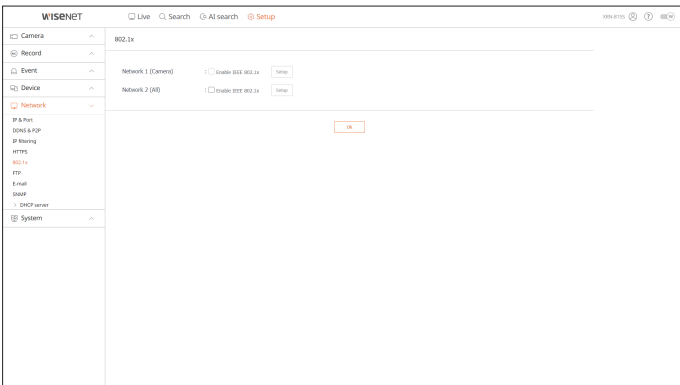 WISENET Live Search AI search Setup XRN-815S
Camera
Record
Event
Device
Network
IP & Port
DDNS & P2P
IP filtering
HTTPS
802.1x
FTP
E-mail
SNMP
> DHCP server
System
802.1x
Network 1 (Camera) : Enable IEEE 802.1x Setup
Network 2 (All) : Enable IEEE 802.1x Setup
Ok